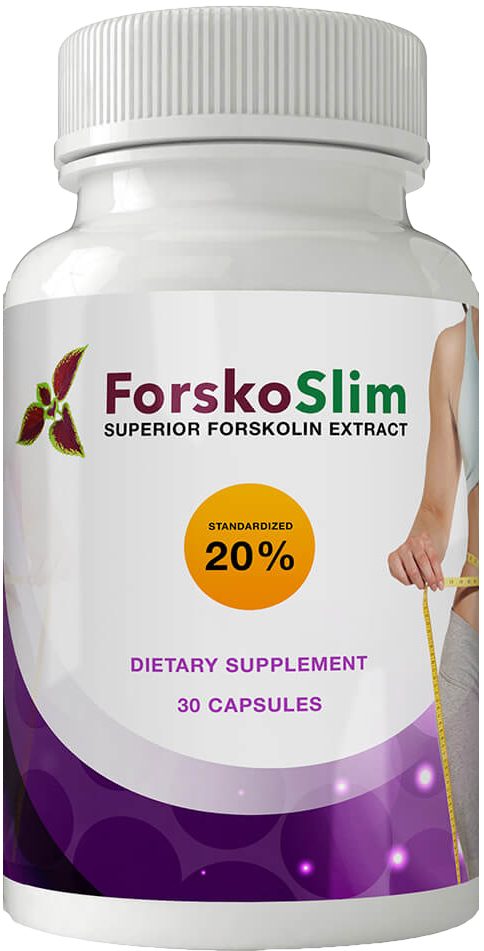 ForskoSlim
SUPERIOR FORSKOLIN EXTRACT
STANDARDIZED
20%
DIETARY SUPPLEMENT
30 CAPSULES